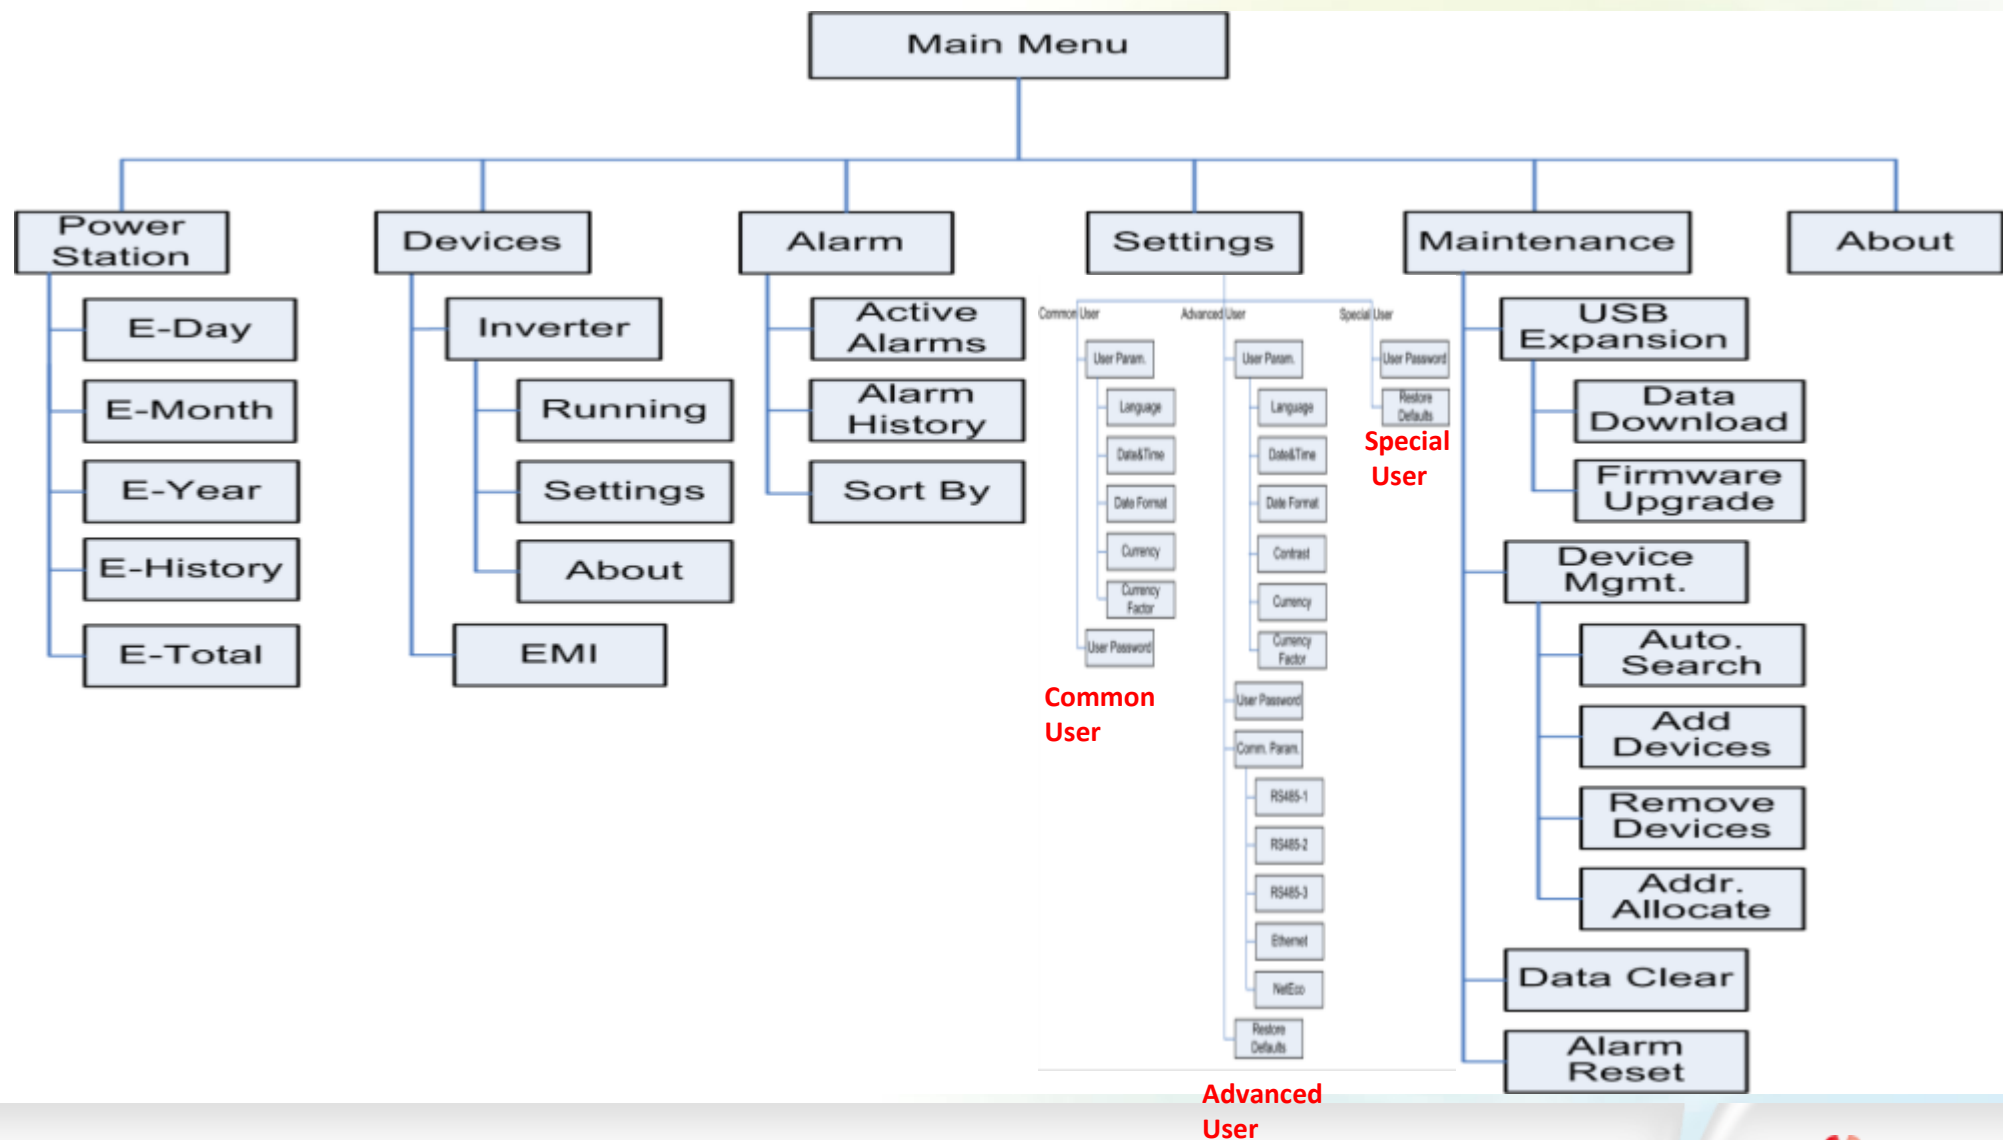 Main Menu
Power
Station
E-Day
E-Month
E-Year
E-History
E-Total
Devices
Inverter
Running
Settings
About
EMI
Alarm
Active
Alarms
Alarm
History
Sort By
Settings
Common User
User Param.
Language
Date&Time
Date Format
Currency
Currency
Factor
User Password
Common
User
Advanced User
User Param.
Language
Date&Time
Date Format
Contrast
Currency
Currency
Factor
User Password
Comm. Param.
RS485-1
RS485-2
RS485-3
Ethernet
NetEco
Restore
Defaults
Advanced
User
Special User
User Password
Restore
Defaults
Special
User
Maintenance
USB
Expansion
Data
Download
Firmware
Upgrade
Device
Mgmt.
Auto.
Search
Add
Devices
Remove
Devices
Addr.
Allocate
Data Clear
Alarm
Reset
About